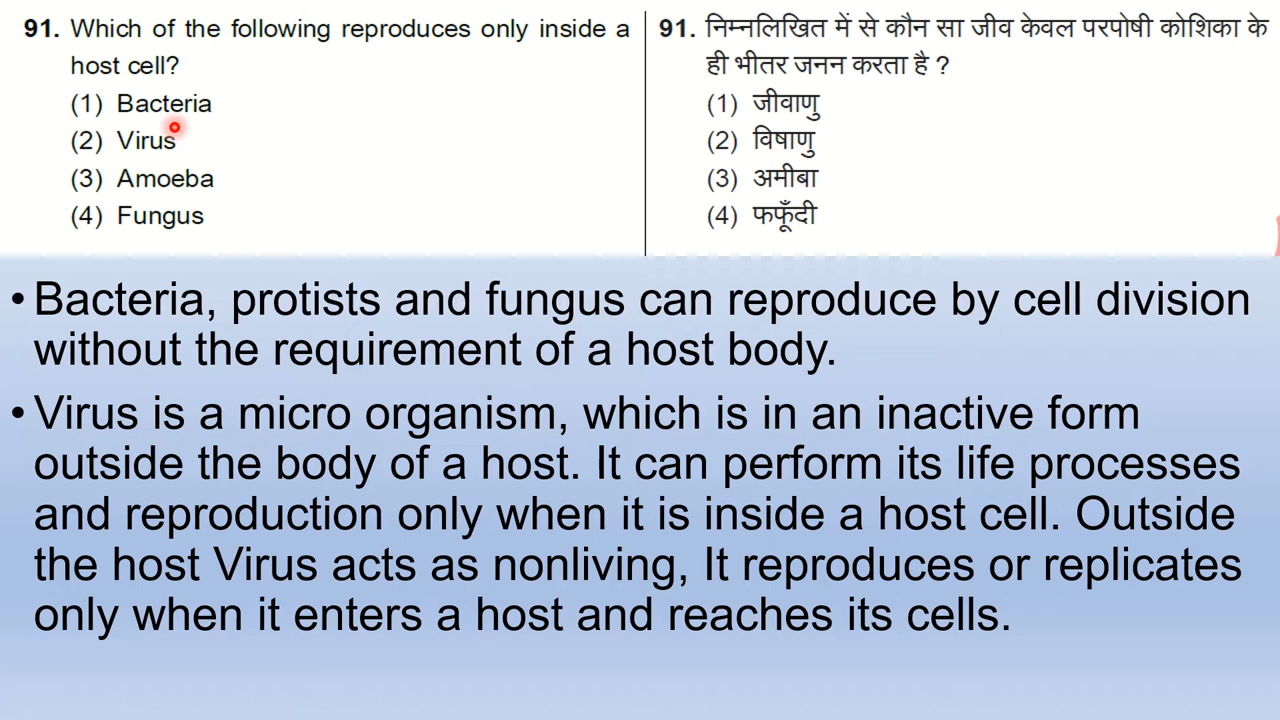 91. Which of the following reproduces only inside a
host cell?
(1) Bacteria
(2) Virus
(3) Amoeba
(4) Fungus
91. निम्नलिखित में से कौन सा जीव केवल परपोषी कोशिका के
ही भीतर जनन करता है ?
(1) जीवाणु
(2) विषाणु
(3) अमीबा
(4) फफूँदी
• Bacteria, protists and fungus can reproduce by cell division
without the requirement of a host body.
• Virus is a micro organism, which is in an inactive form
outside the body of a host. It can perform its life processes
and reproduction only when it is inside a host cell. Outside
the host Virus acts as nonliving, It reproduces or replicates
only when it enters a host and reaches its cells.